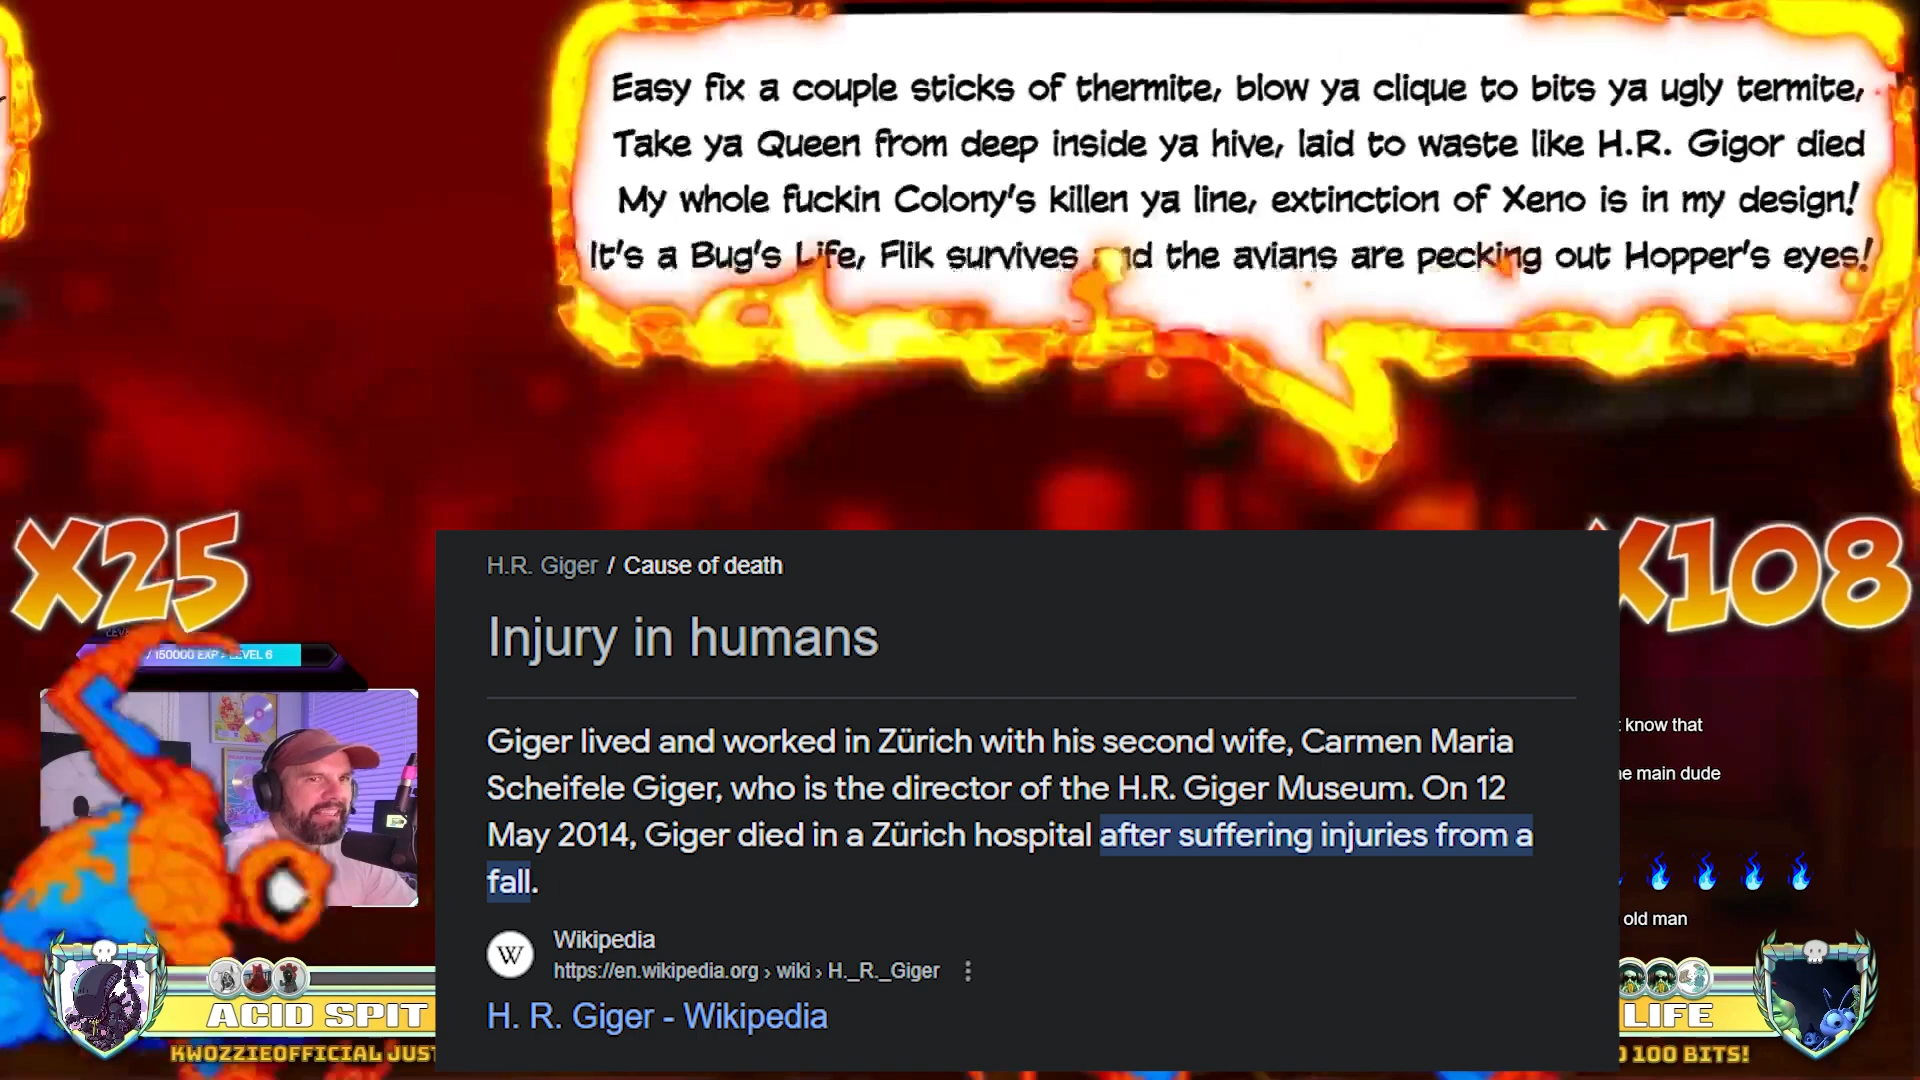 Easy fix a couple sticks of thermite, blow ya clique to bits ya ugly termite,
Take ya Queen from deep inside ya hive, laid to waste like H.R. Gigor died
My whole fuckin Colony's killen ya line, extinction of Xeno is in my design!
It's a Bug's Life, Flik survives and the avians are pecking out Hopper's eyes!
X25
X108
150000 EXP - LEVEL 6
H.R. Giger / Cause of death
Injury in humans
Giger lived and worked in Zürich with his second wife, Carmen Maria
Scheifele Giger, who is the director of the H.R. Giger Museum. On 12
May 2014, Giger died in a Zürich hospital after suffering injuries from a
fall.
know that
main dude
old man
W
Wikipedia
https://en.wikipedia.org › wiki › H._R._Giger
H. R. Giger - Wikipedia
ACID SPIT
LIFE
KWOZZIEOFFICIAL JUS
100 BITS!